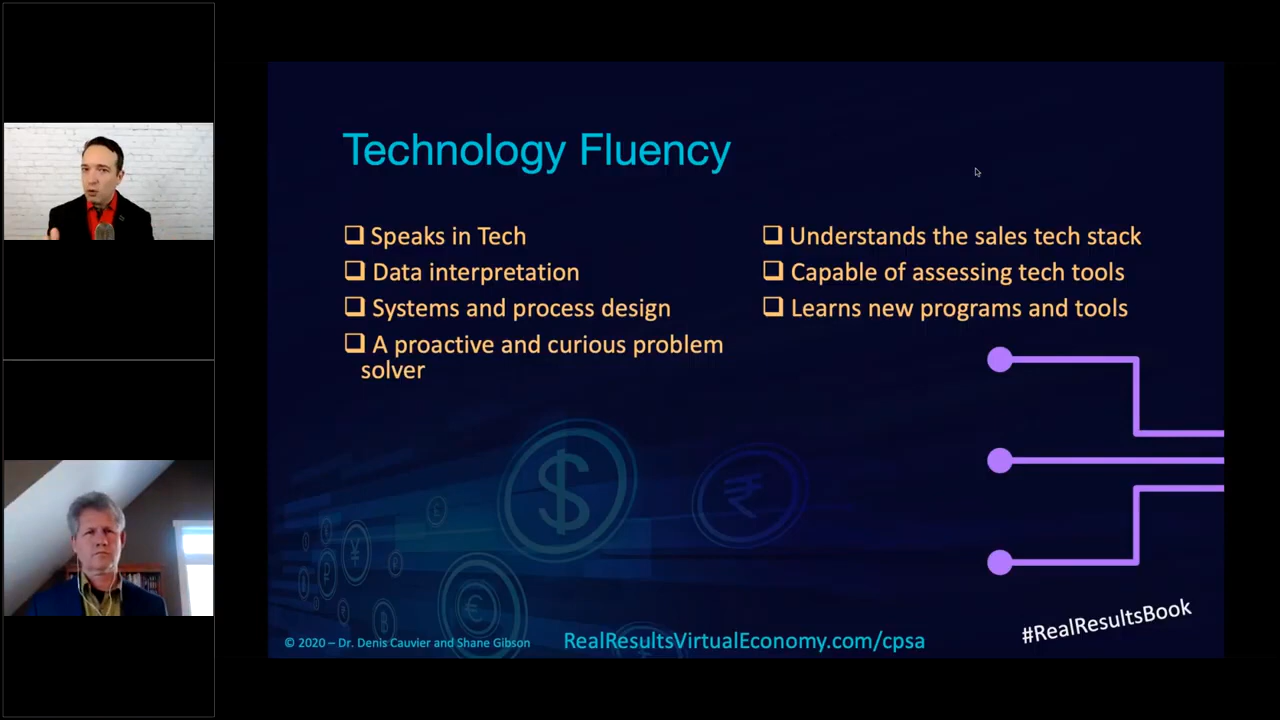 Technology Fluency
❑ Speaks in Tech
❑ Data interpretation
❑ Systems and process design
❑ A proactive and curious problem
solver
❑ Understands the sales tech stack
❑ Capable of assessing tech tools
❑ Learns new programs and tools
#RealResultsBook
© 2020 – Dr. Denis Cauvier and Shane Gibson
RealResultsVirtualEconomy.com/cpsa